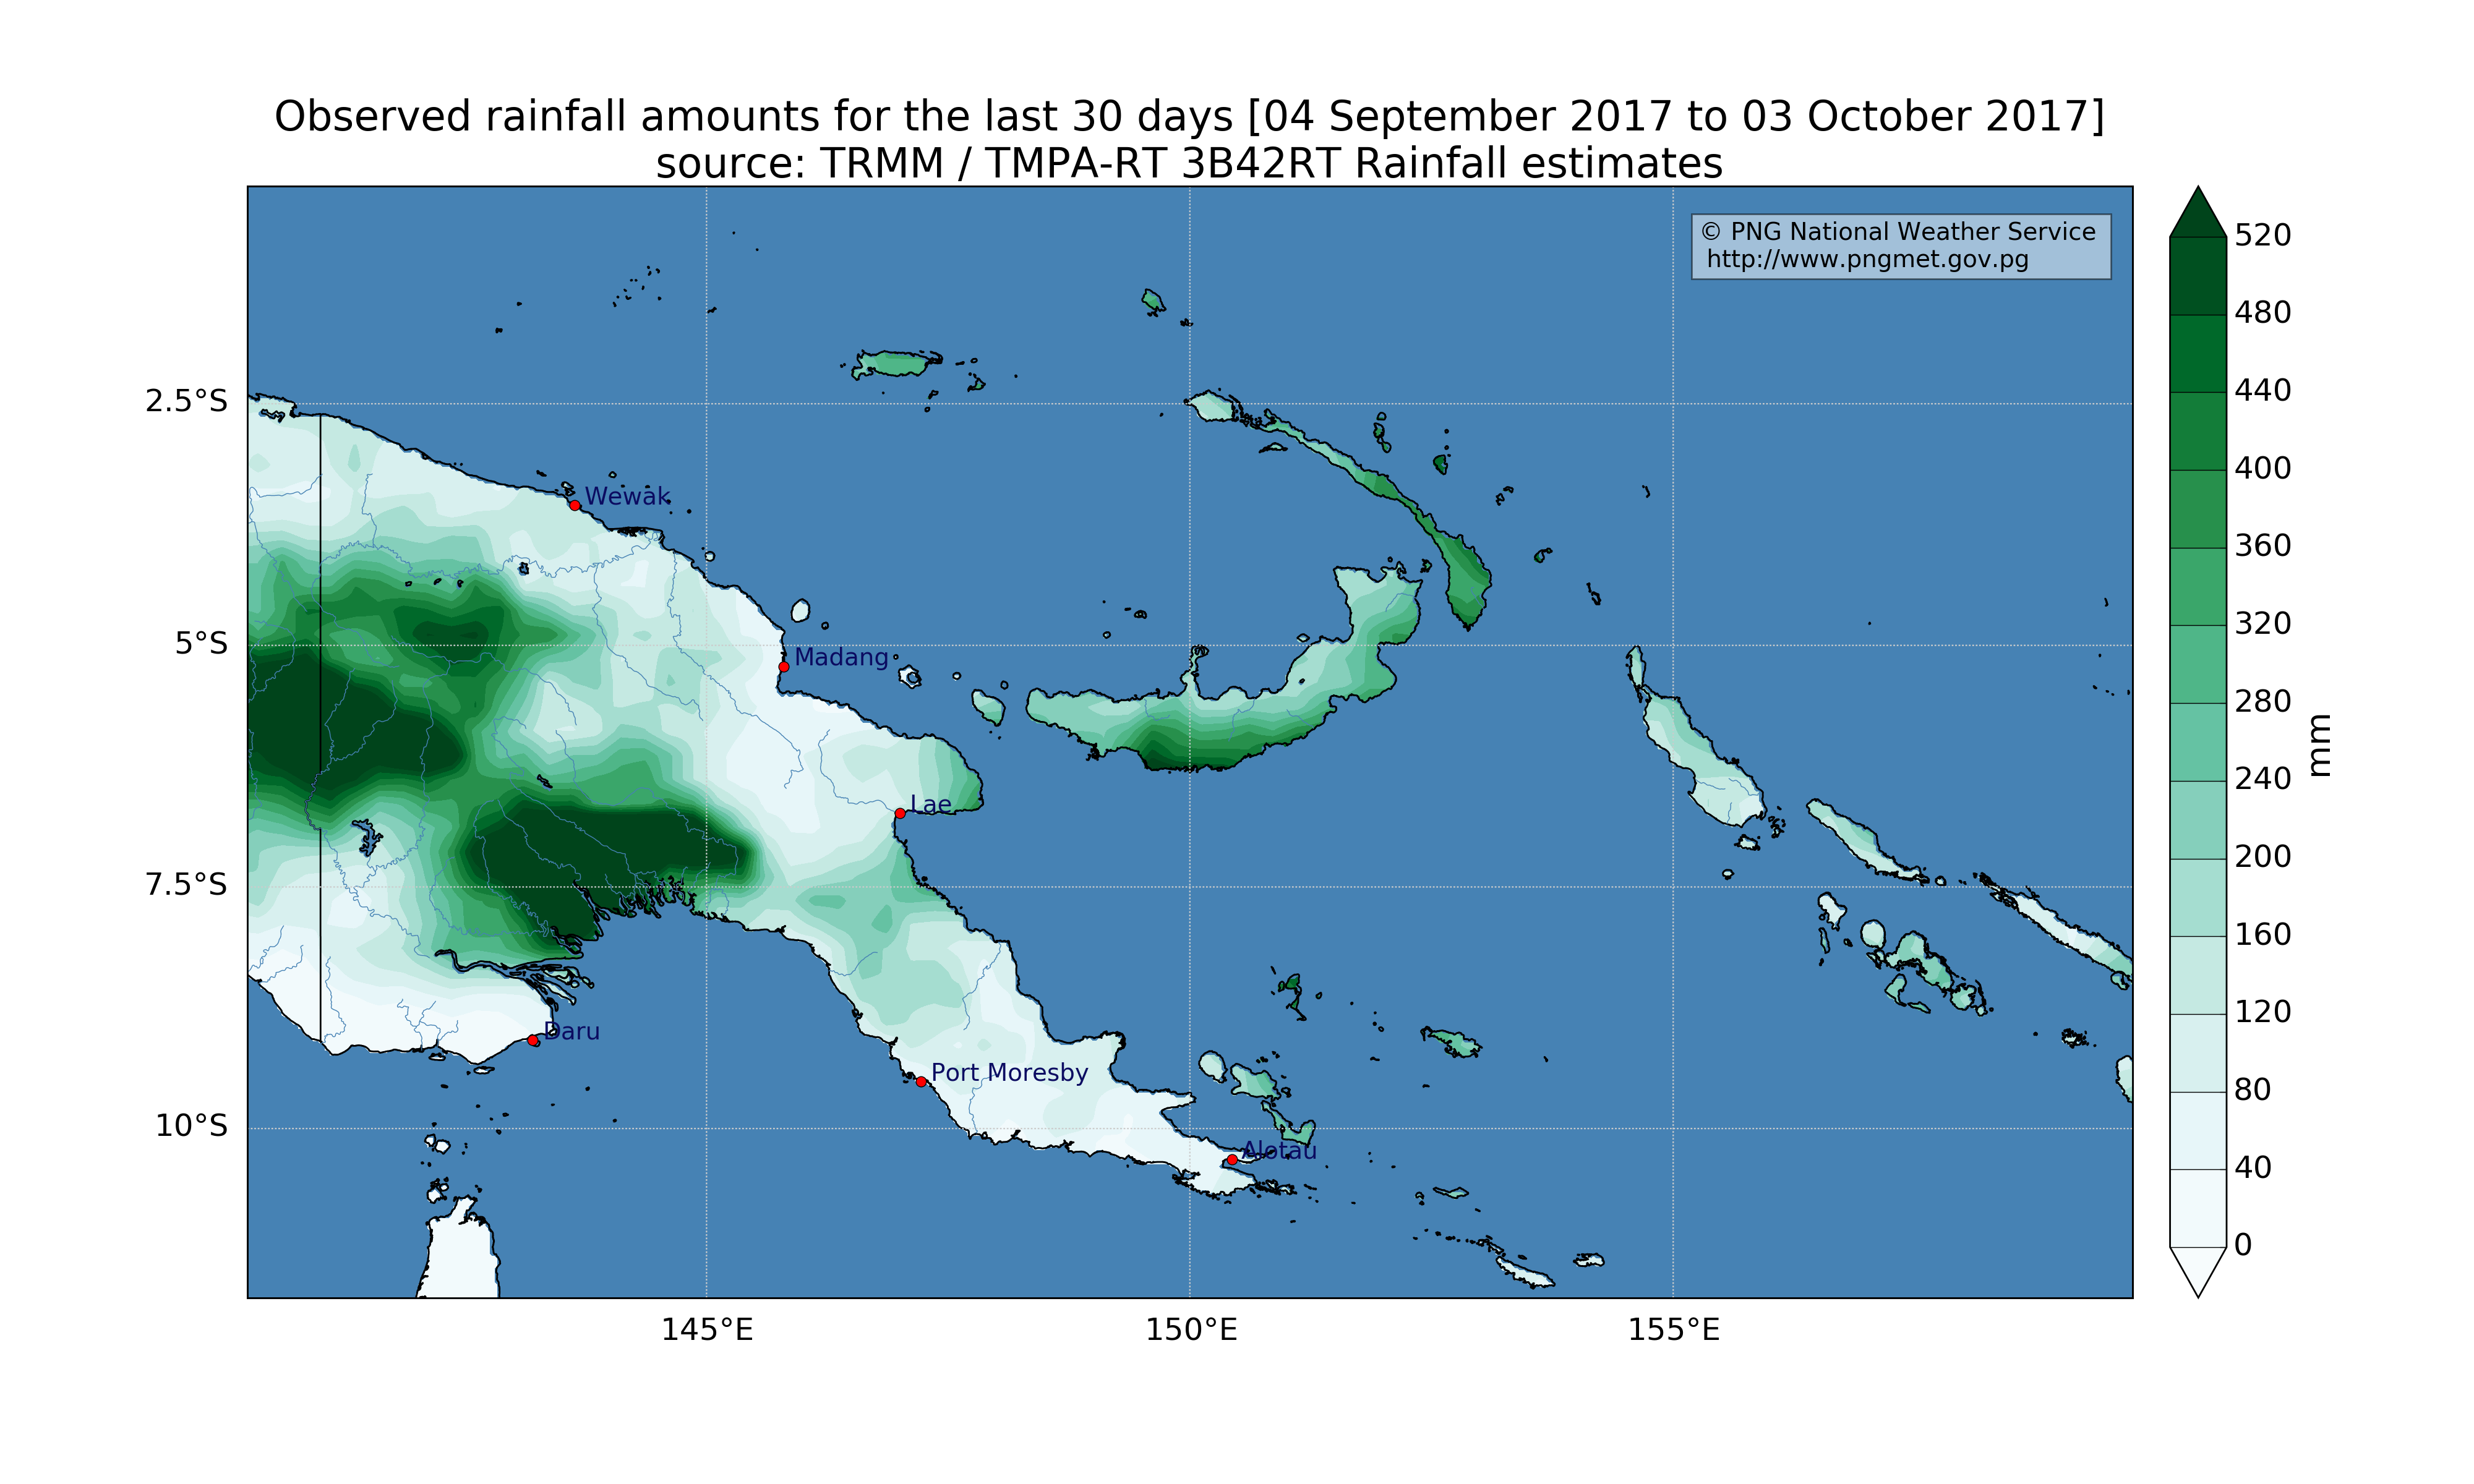 Observed rainfall amounts for the last 30 days [04 September 2017 to 03 October 2017]
source: TRMM / TMPA-RT 3B42RT Rainfall estimates
© PNG National Weather Service
http://www.pngmet.gov.pg
520
480
440
400
360
320
280
240
200
160
120
80
40
0
mm
2.5°S
5°S
7.5°S
10°S
Wewak
Madang
Lae
Daru
Port Moresby
Alotau
145°E
150°E
155°E